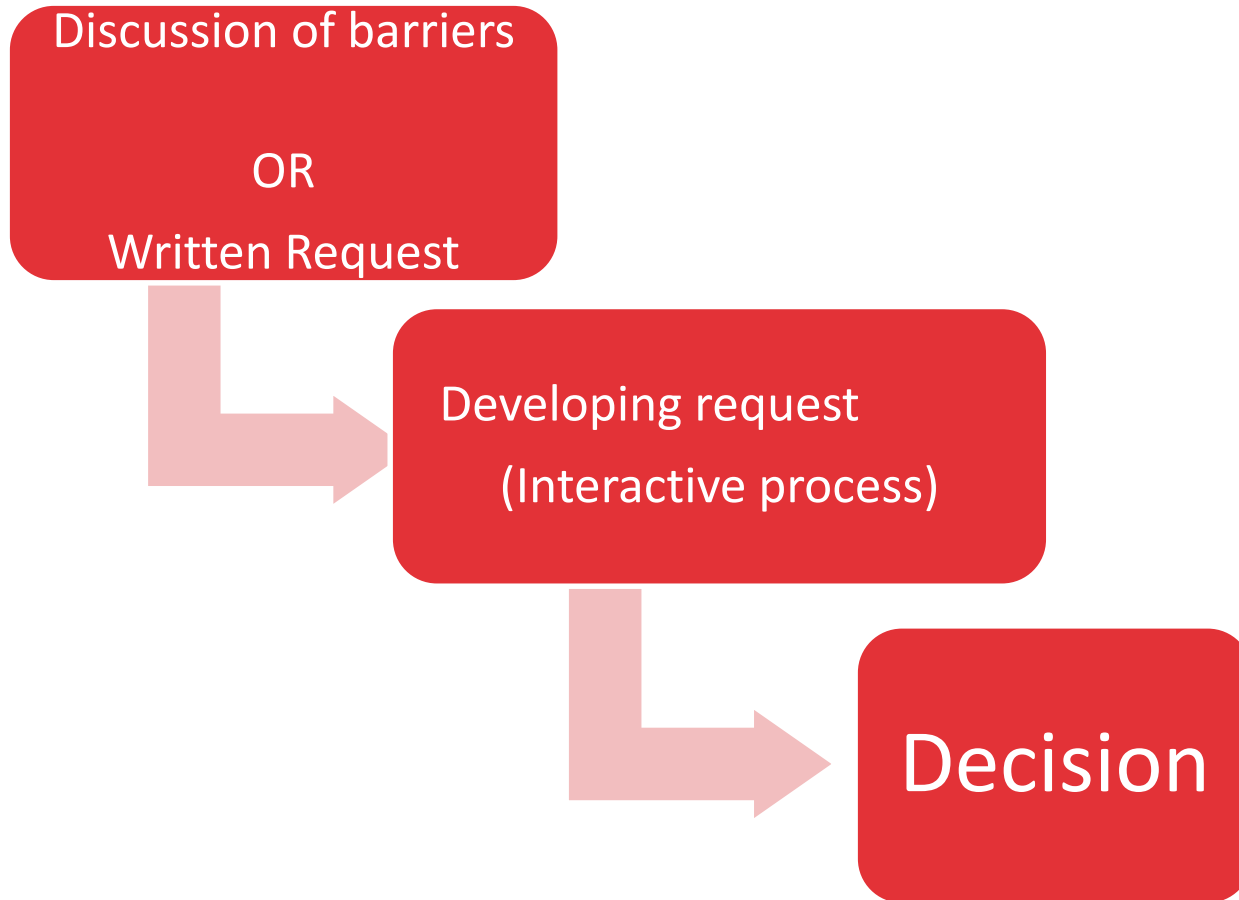 Discussion of barriers
OR
Written Request
Developing request
(Interactive process)
Decision